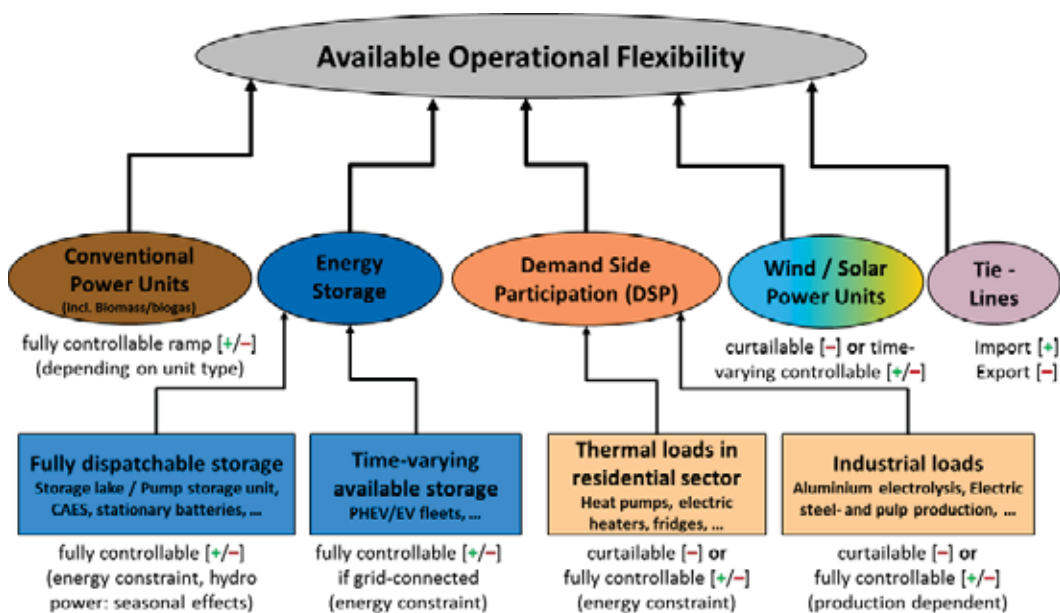 Available Operational Flexibility
Conventional
Power Units
(incl. Biomass/biogas)
fully controllable ramp [+/−]
(depending on unit type)
Energy
Storage
Demand Side
Participation (DSP)
Wind / Solar
Power Units
curtailable [−] or time-
varying controllable [+/−]
Tie -
Lines
Import [+]
Export [−]
Fully dispatchable storage
Storage lake / Pump storage unit,
CAES, stationary batteries, ...
fully controllable [+/−]
(energy constraint, hydro
power: seasonal effects)
Time-varying
available storage
PHEV/EV fleets, ...
fully controllable [+/−]
if grid-connected
(energy constraint)
Thermal loads in
residential sector
Heat pumps, electric
heaters, fridges, ...
curtailable [−] or
fully controllable [+/−]
(energy constraint)
Industrial loads
Aluminium electrolysis, Electric
steel- and pulp production, ...
curtailable [−] or
fully controllable [+/−]
(production dependent)